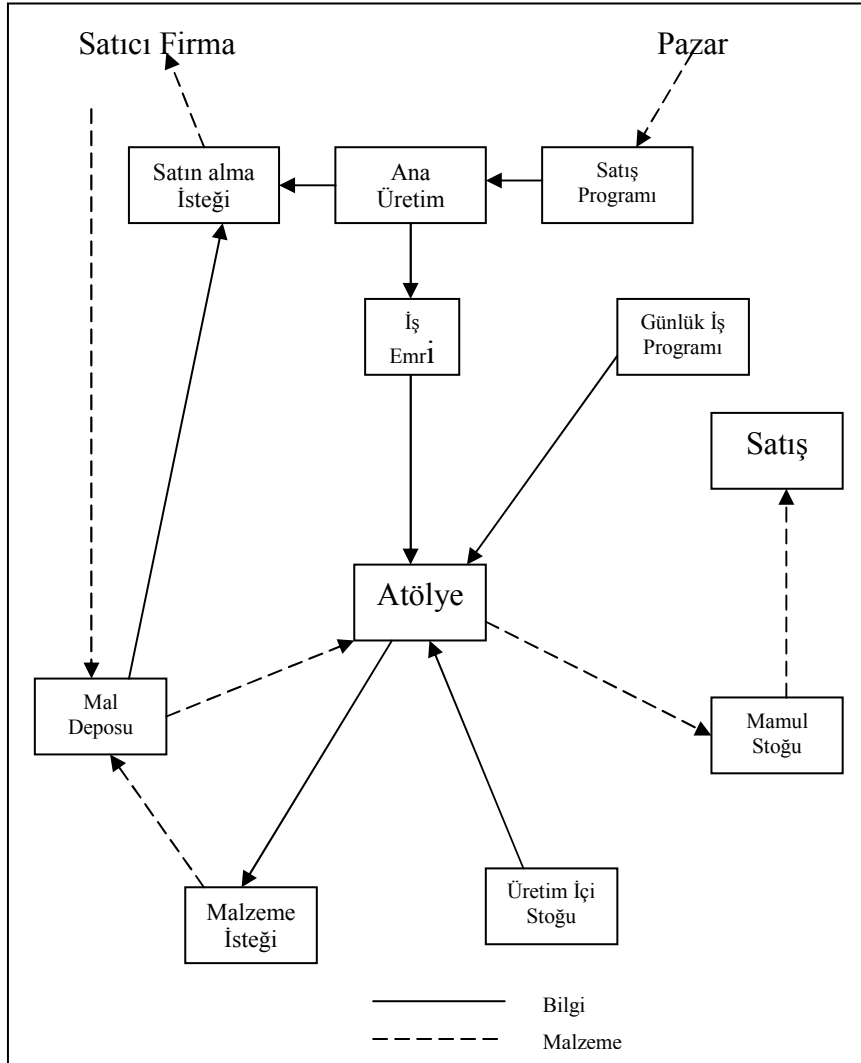 Satıcı Firma
Pazar
Satın alma
İsteği
Ana
Üretim
Satış
Programı
İş
Emri
Günlük İş
Programı
Satış
Atölye
Mal
Deposu
Mamul
Stoğu
Malzeme
İsteği
Üretim İçi
Stoğu
Bilgi
Malzeme